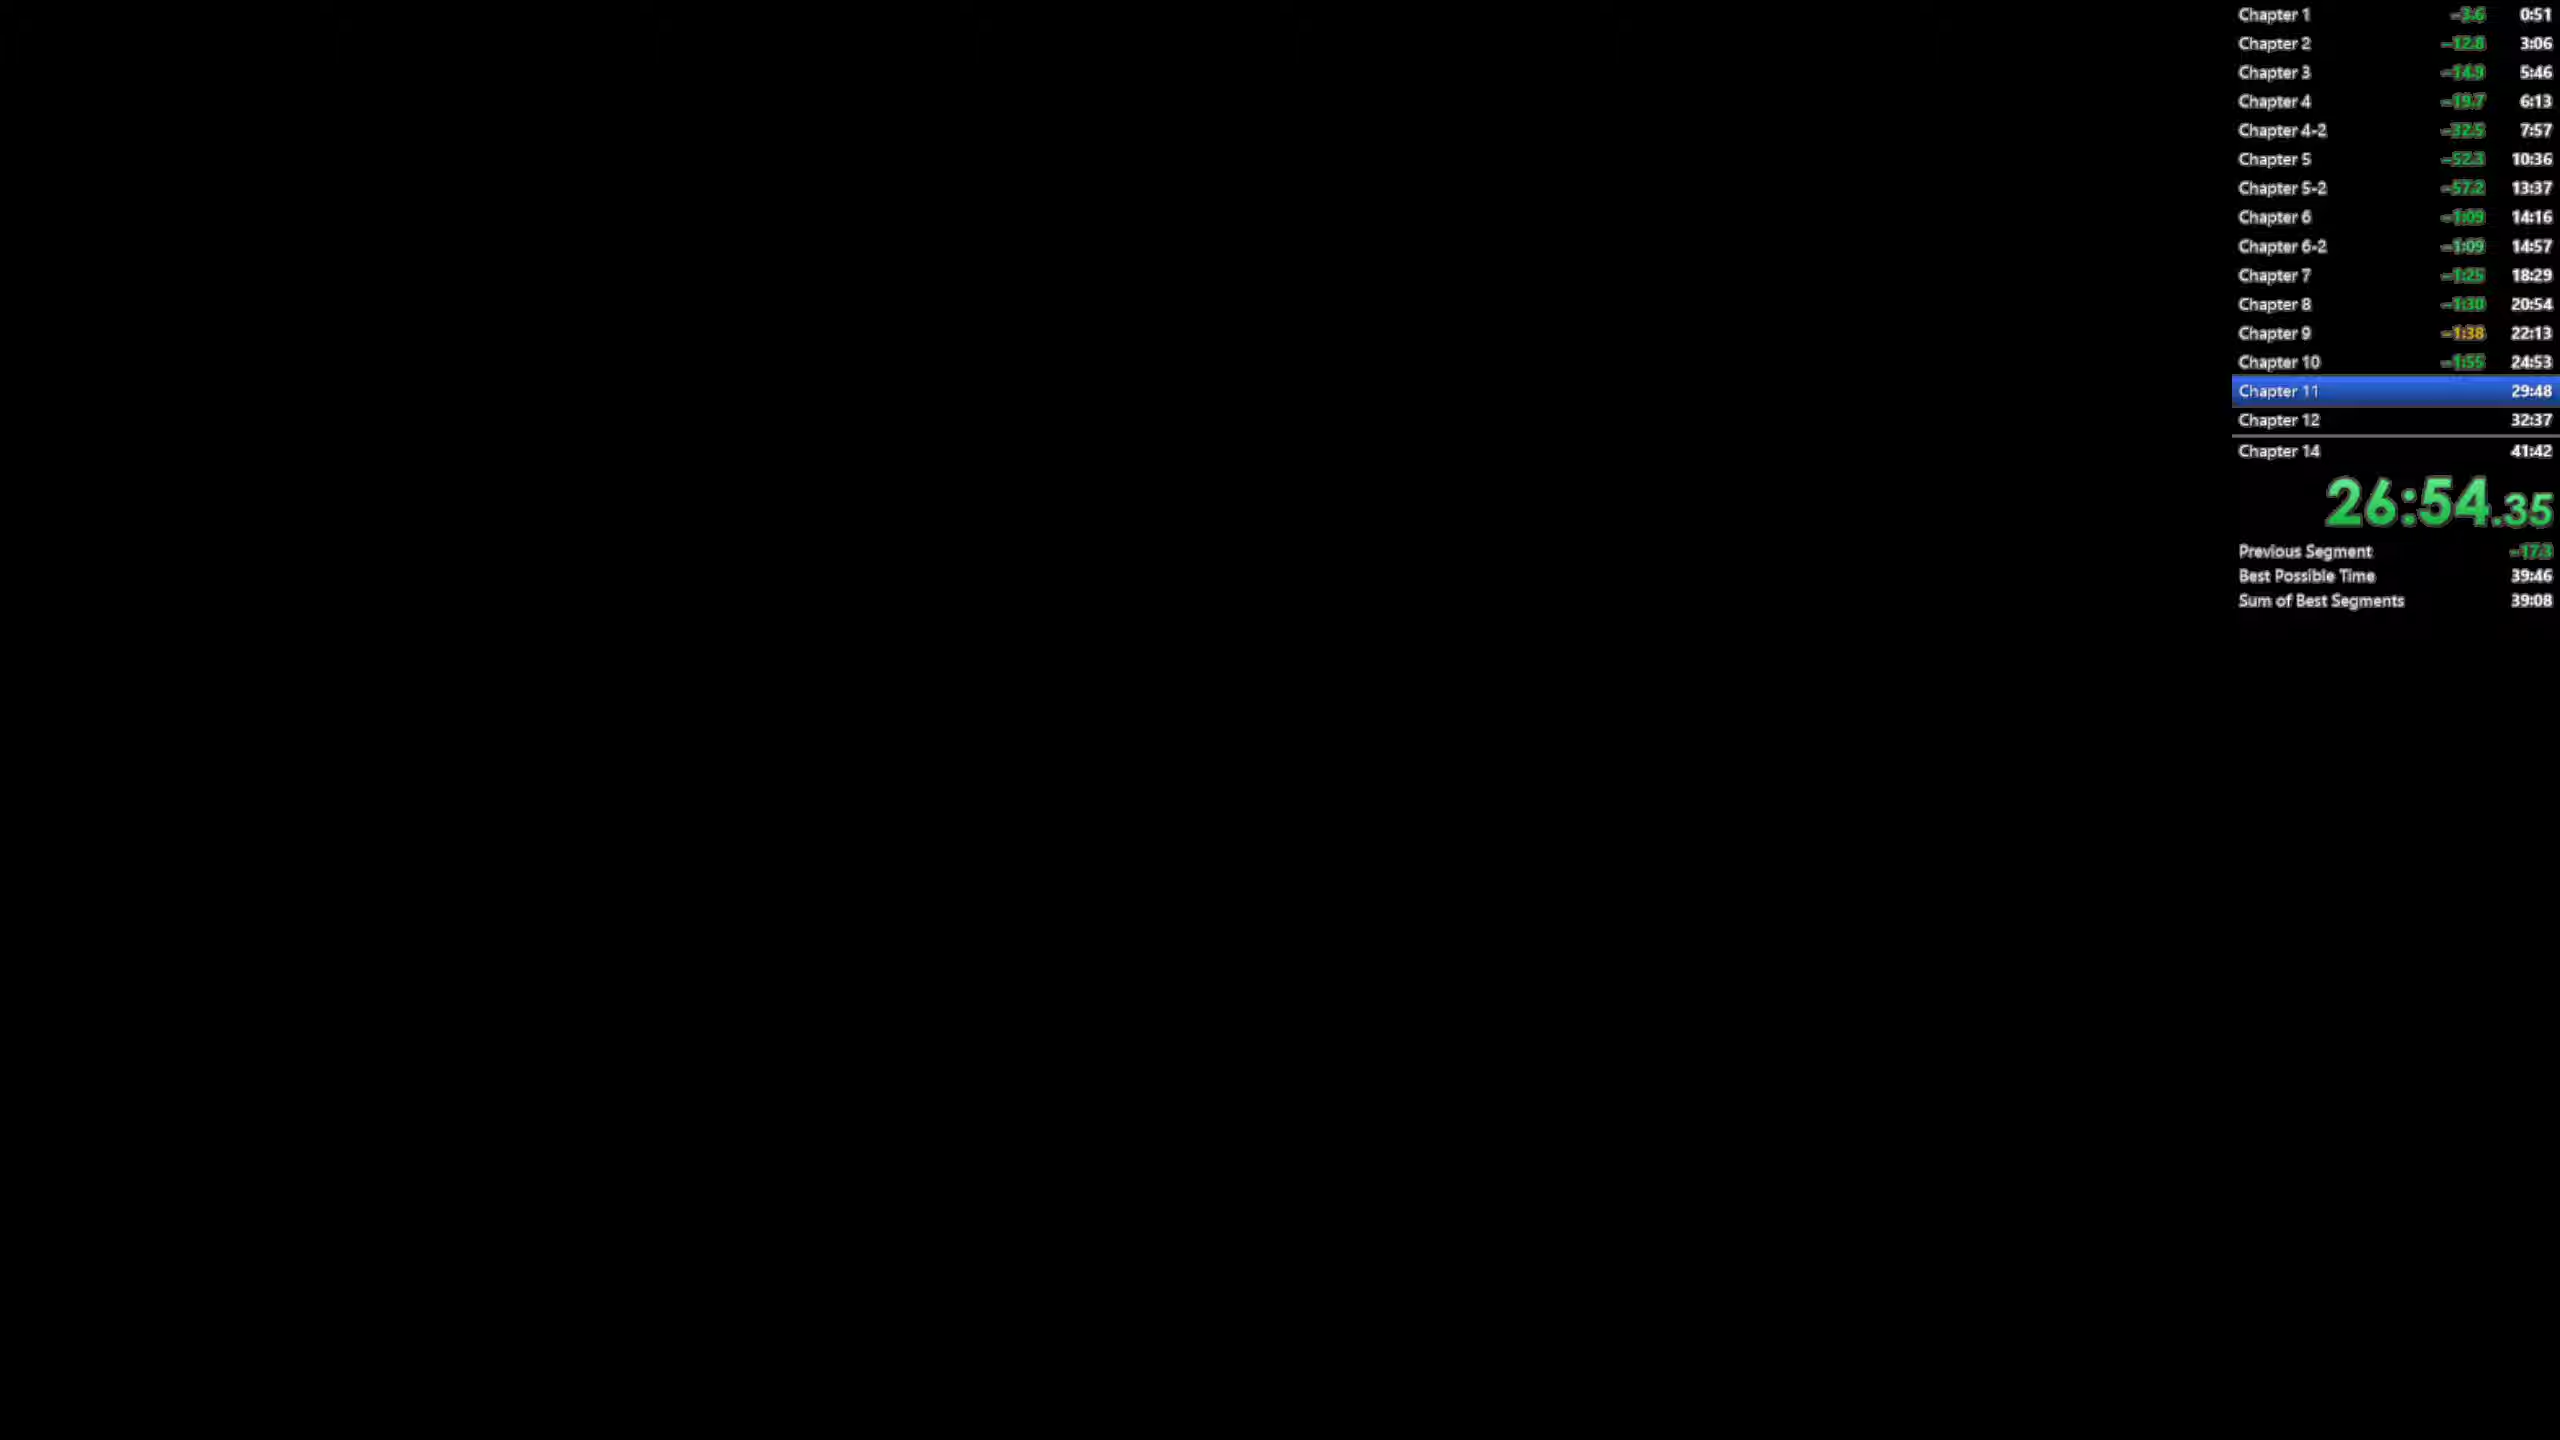 Chapter 1 -3.6 0:51
Chapter 2 -12.8 3:06
Chapter 3 -14.9 5:46
Chapter 4 -19.7 6:13
Chapter 4-2 -32.5 7:57
Chapter 5 -52.3 10:36
Chapter 5-2 -57.2 13:37
Chapter 6 -1:09 14:16
Chapter 6-2 -1:09 14:57
Chapter 7 -1:25 18:29
Chapter 8 -1:30 20:54
Chapter 9 -1:38 22:13
Chapter 10 -1:55 24:53
Chapter 11 29:48
Chapter 12 32:37
Chapter 14 41:42
26:54.35
Previous Segment -17.3
Best Possible Time 39:46
Sum of Best Segments 39:08